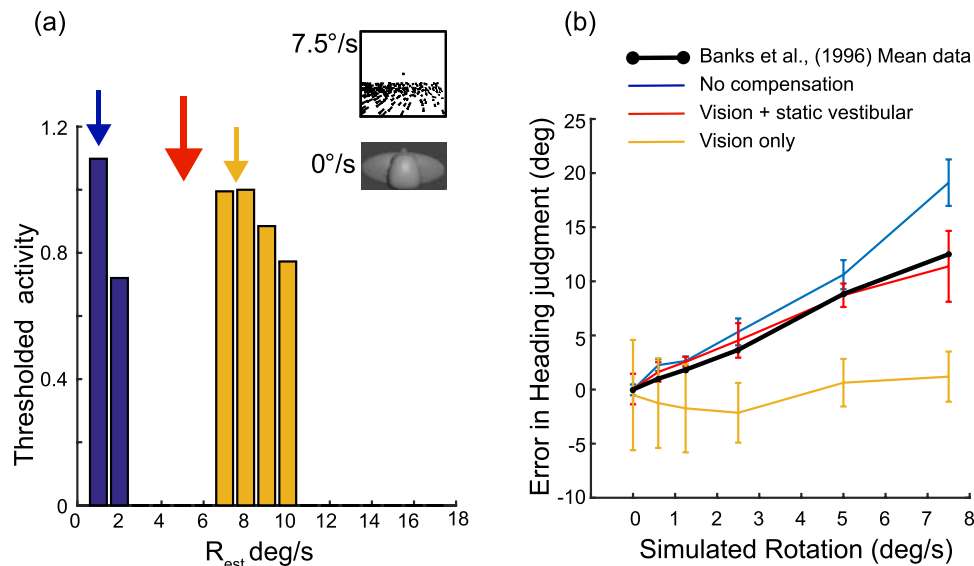 (a)
7.5°/s
0°/s
1.2
0.8
0.4
0
Thresholded activity
0 2 4 6 8 10 12 14 16 18
R_est deg/s
(b)
Banks et al., (1996) Mean data
No compensation
Vision + static vestibular
Vision only
25
20
15
10
5
0
-5
-10
Error in Heading judgment (deg)
0 1 2 3 4 5 6 7 8
Simulated Rotation (deg/s)